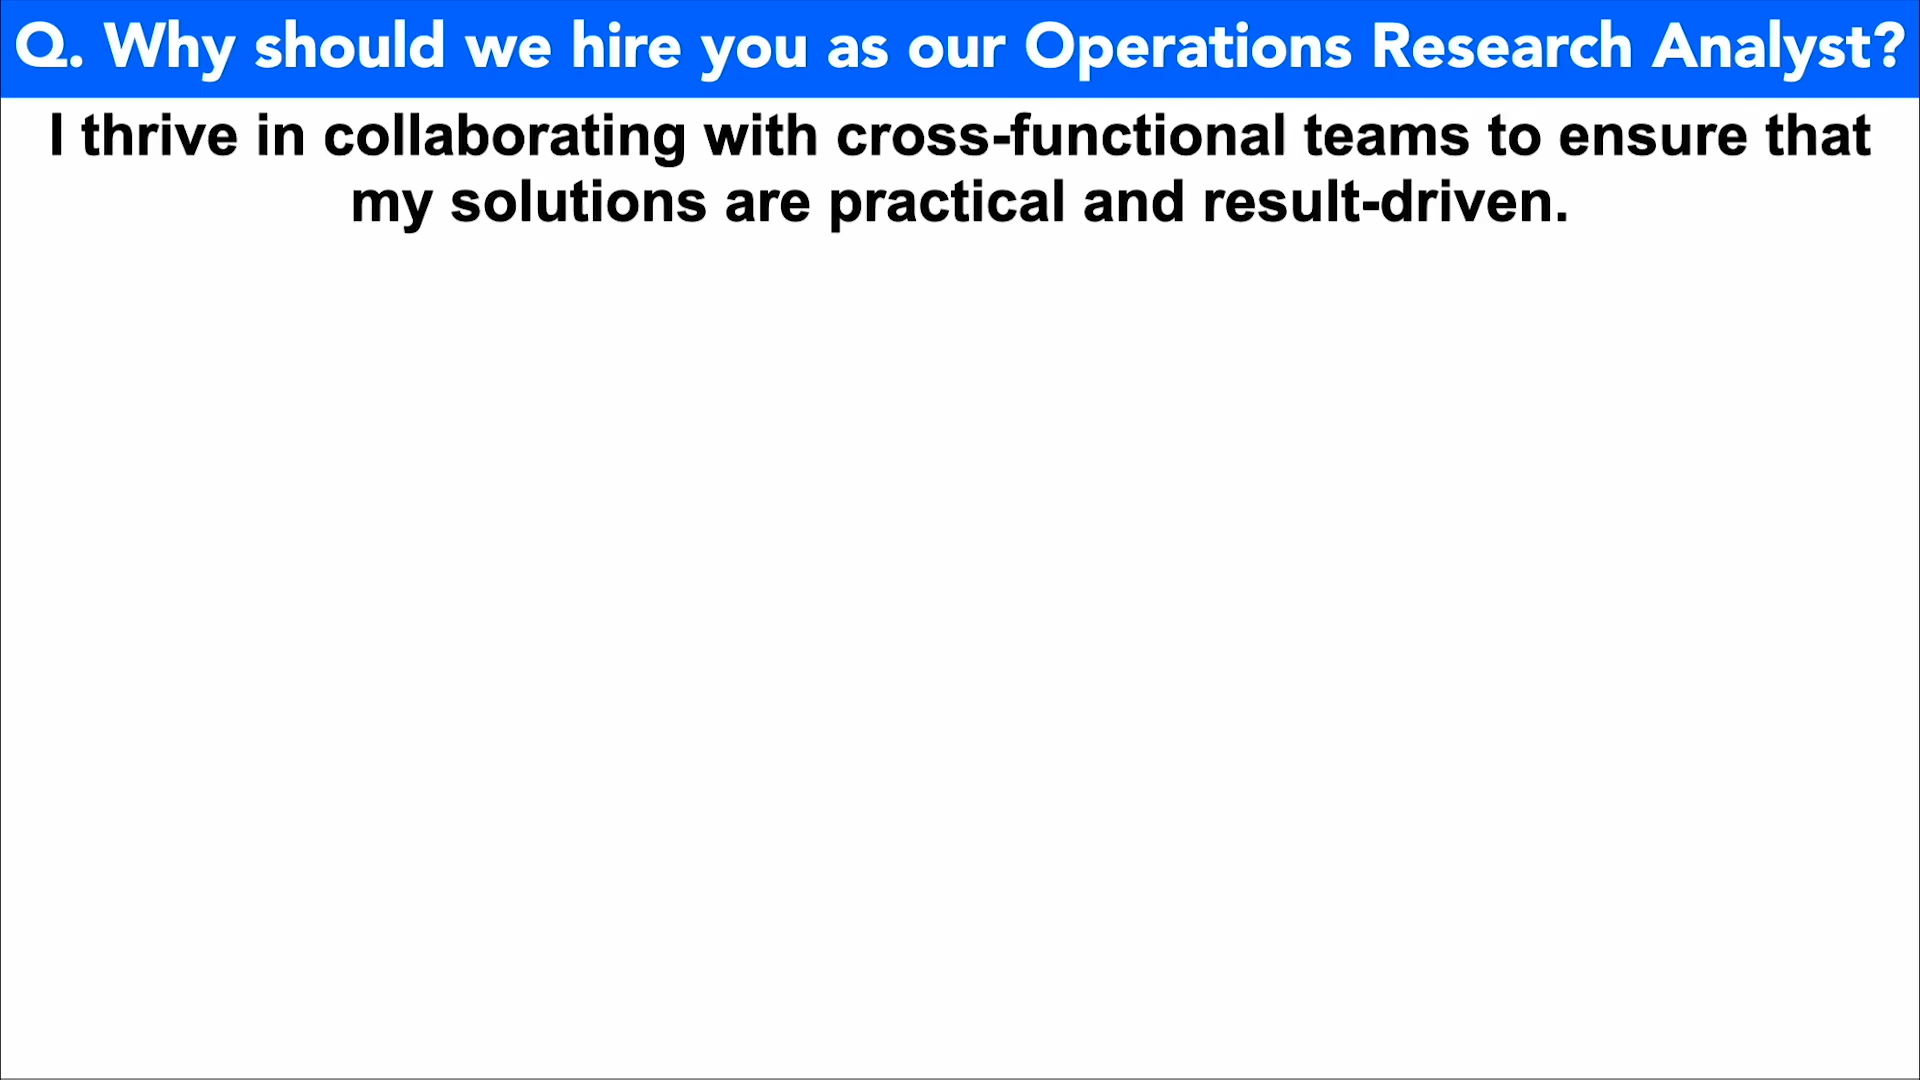 Q. Why should we hire you as our Operations Research Analyst?
I thrive in collaborating with cross-functional teams to ensure that
my solutions are practical and result-driven.